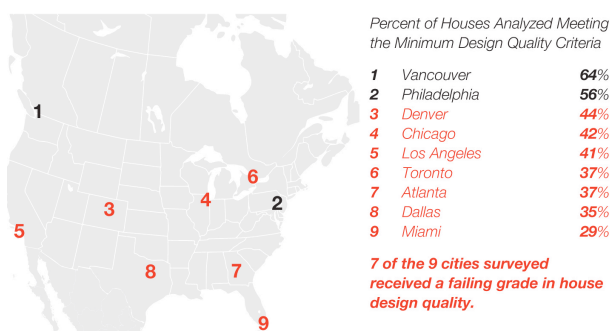 Percent of Houses Analyzed Meeting
the Minimum Design Quality Criteria
1 Vancouver 64%
2 Philadelphia 56%
3 Denver 44%
4 Chicago 42%
5 Los Angeles 41%
6 Toronto 37%
7 Atlanta 37%
8 Dallas 35%
9 Miami 29%
7 of the 9 cities surveyed
received a failing grade in house
design quality.
1
6
4
2
3
5
8
7
9